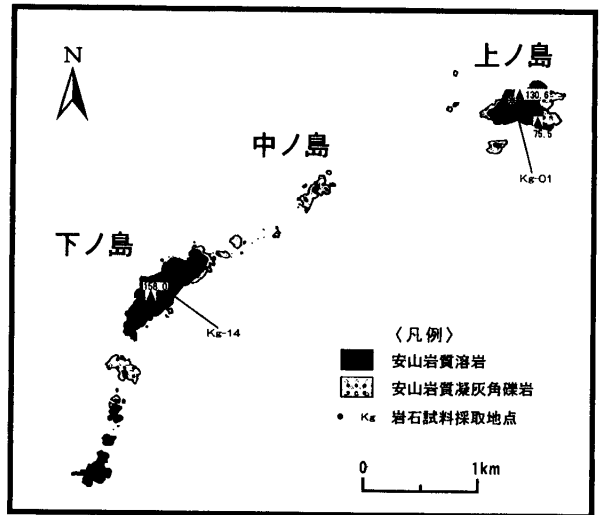 N
上ノ島
130.6
75.5
Kg-01
中ノ島
下ノ島
158.0
Kg-14
〈凡例〉
安山岩質溶岩
安山岩質凝灰角礫岩
Kg 岩石試料採取地点
0 1km